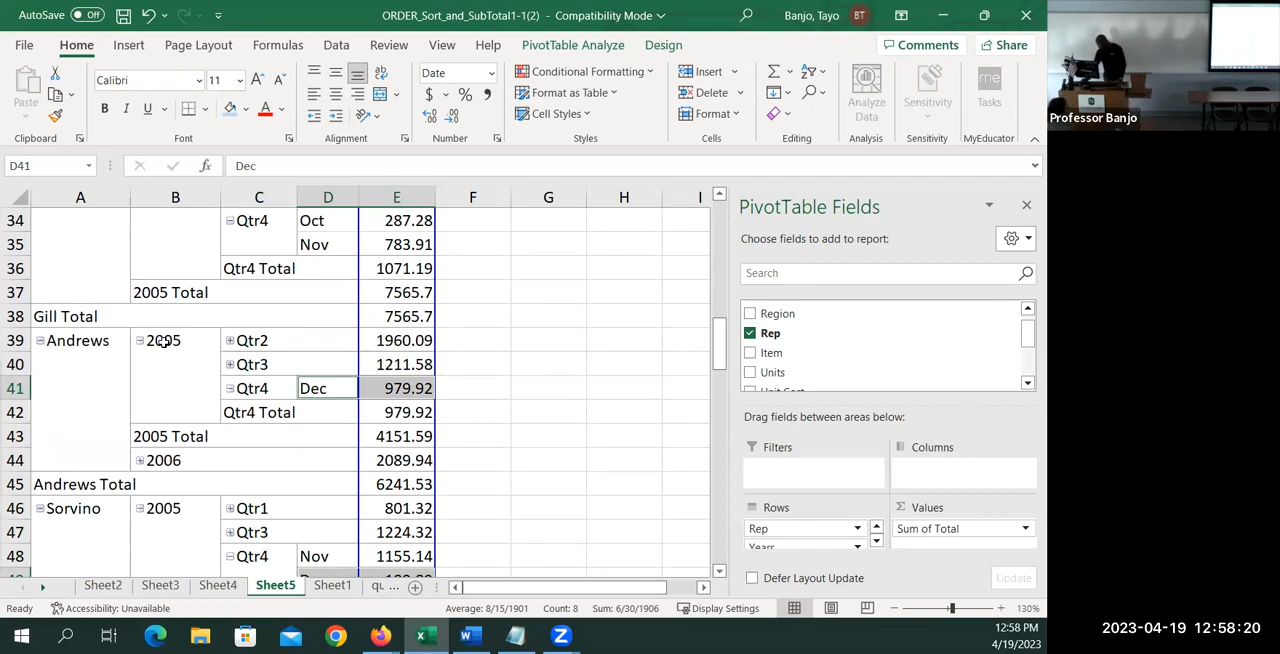 AutoSave Off ORDER_Sort_and_SubTotal1-1(2) - Compatibility Mode Banjo, Tayo BT
File Home Insert Page Layout Formulas Data Review View Help PivotTable Analyze Design Comments Share
Paste
Calibri 11
B I U A
Date
$ % 9
Conditional Formatting
Format as Table
Cell Styles
Insert
Delete
Format
Analyze Data
Sensitivity
me
Tasks
Clipboard Font Alignment Number Styles Cells Editing Analysis Sensitivity MyEducator
Professor Banjo
D41 fx Dec
A B C D E F G H I
34 Qtr4 Oct 287.28
35 Nov 783.91
36 Qtr4 Total 1071.19
37 2005 Total 7565.7
38 Gill Total 7565.7
39 Andrews 2005 Qtr2 1960.09
40 Qtr3 1211.58
41 Qtr4 Dec 979.92
42 Qtr4 Total 979.92
43 2005 Total 4151.59
44 2006 2089.94
45 Andrews Total 6241.53
46 Sorvino 2005 Qtr1 801.32
47 Qtr3 1224.32
48 Qtr4 Nov 1155.14
PivotTable Fields
Choose fields to add to report:
Search
Region
Rep
Item
Units
Unit Cost
Drag fields between areas below:
Filters Columns
Rows Values
Rep Sum of Total
Years
Defer Layout Update Update
Sheet2 Sheet3 Sheet4 Sheet5 Sheet1 qu ...
Ready Accessibility: Unavailable Average: 8/15/1901 Count: 8 Sum: 6/30/1906 Display Settings 130%
12:58 PM
4/19/2023
2023-04-19 12:58:20